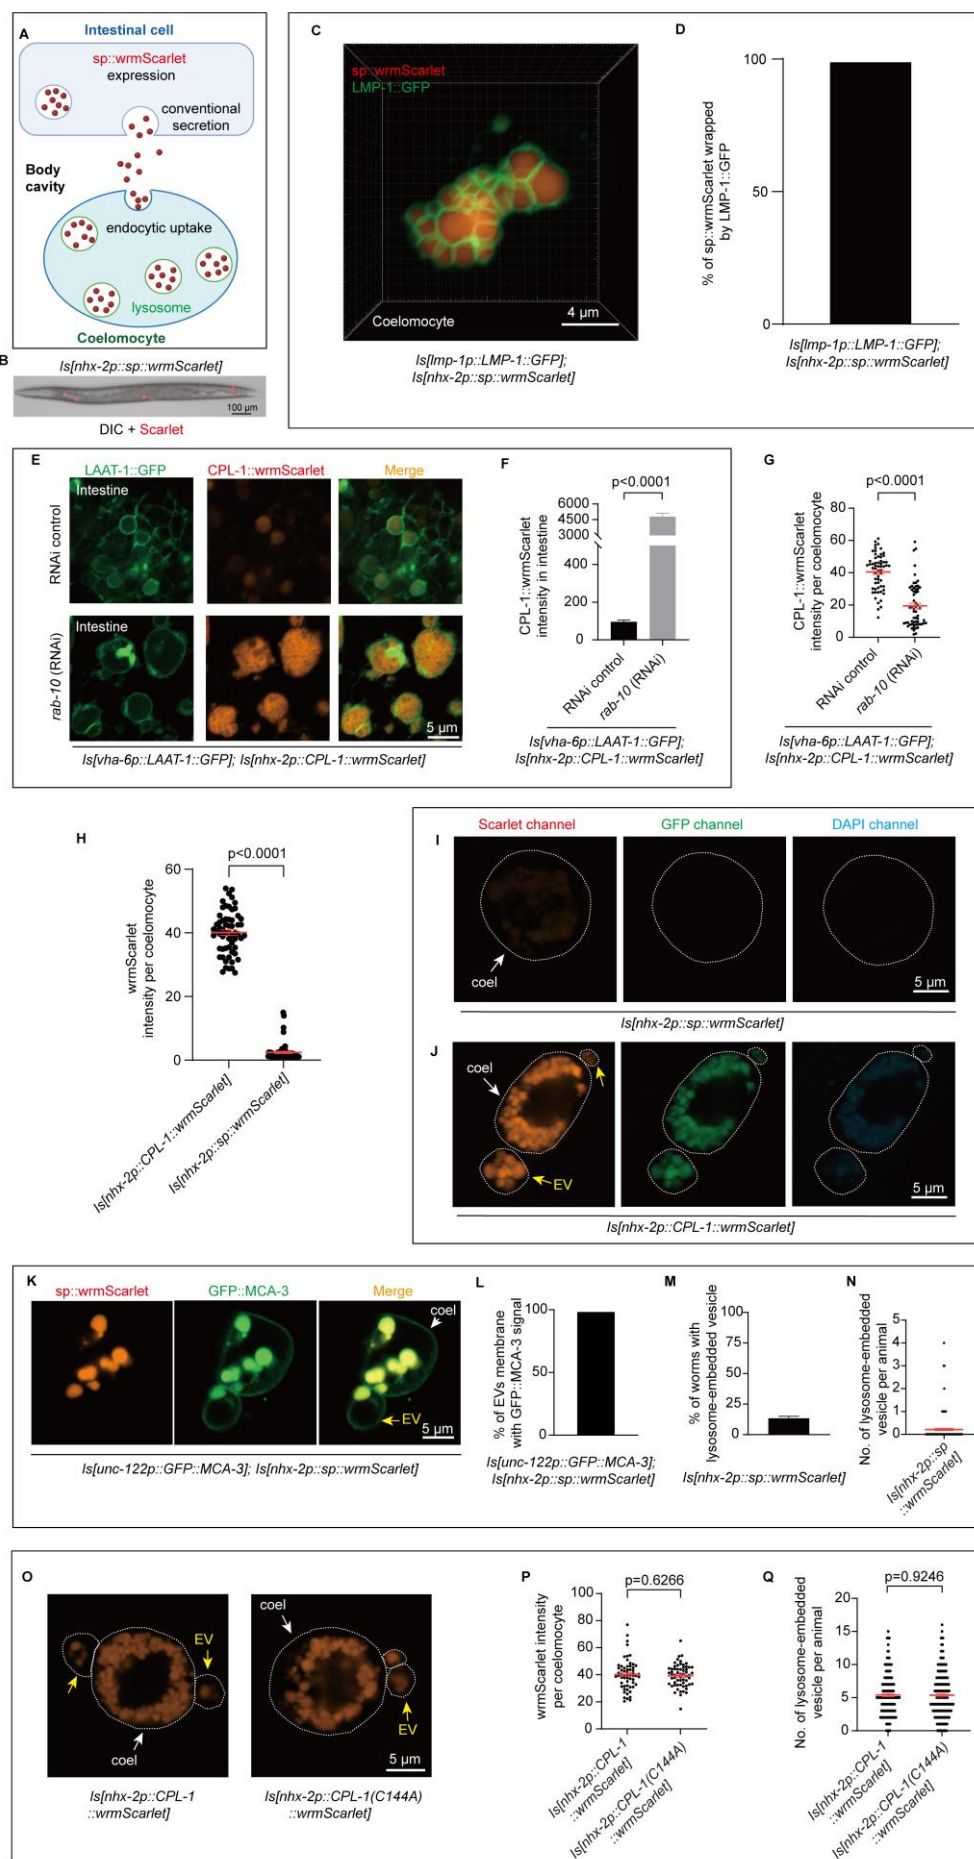 A
Intestinal cell
sp::wrmScarlet
expression
conventional
secretion
Body
cavity
endocytic uptake
lysosome
Coelomocyte
B
Is[nhx-2p::sp::wrmScarlet]
100 µm
DIC + Scarlet
C
sp::wrmScarlet
LMP-1::GFP
Coelomocyte
4 µm
Is[lmp-1p::LMP-1::GFP];
Is[nhx-2p::sp::wrmScarlet]
D
% of sp::wrmScarlet wrapped
by LMP-1::GFP
100
50
0
Is[lmp-1p::LMP-1::GFP];
Is[nhx-2p::sp::wrmScarlet]
E
LAAT-1::GFP
CPL-1::wrmScarlet
Merge
RNAi control
Intestine
rab-10 (RNAi)
Intestine
5 µm
Is[vha-6p::LAAT-1::GFP]; Is[nhx-2p::CPL-1::wrmScarlet]
F
p<0.0001
CPL-1::wrmScarlet
intensity in intestine
6000
4500
3000
400
200
0
RNAi control
rab-10 (RNAi)
Is[vha-6p::LAAT-1::GFP];
Is[nhx-2p::CPL-1::wrmScarlet]
G
p<0.0001
CPL-1::wrmScarlet
intensity per coelomocyte
80
60
40
20
0
RNAi control
rab-10 (RNAi)
Is[vha-6p::LAAT-1::GFP];
Is[nhx-2p::CPL-1::wrmScarlet]
H
p<0.0001
wrmScarlet
intensity per coelomocyte
60
40
20
0
Is[nhx-2p::CPL-1::wrmScarlet]
Is[nhx-2p::sp::wrmScarlet]
I
Scarlet channel
GFP channel
DAPI channel
coel
5 µm
Is[nhx-2p::sp::wrmScarlet]
J
coel
EV
5 µm
Is[nhx-2p::CPL-1::wrmScarlet]
K
sp::wrmScarlet
GFP::MCA-3
Merge
coel
EV
5 µm
Is[unc-122p::GFP::MCA-3]; Is[nhx-2p::sp::wrmScarlet]
L
% of EVs membrane
with GFP::MCA-3 signal
100
50
0
Is[unc-122p::GFP::MCA-3];
Is[nhx-2p::sp::wrmScarlet]
M
% of worms with
lysosome-embedded vesicle
100
75
50
25
0
Is[nhx-2p::sp::wrmScarlet]
N
No. of lysosome-embedded
vesicle per animal
5
4
3
2
1
0
Is[nhx-2p::sp
::wrmScarlet]
O
EV
coel
Is[nhx-2p::CPL-1
::wrmScarlet]
coel
EV
5 µm
Is[nhx-2p::CPL-1(C144A)
::wrmScarlet]
P
p=0.6266
wrmScarlet intensity
per coelomocyte
100
80
60
40
20
0
Is[nhx-2p::CPL-1
::wrmScarlet]
Is[nhx-2p::CPL-1(C144A)
::wrmScarlet]
Q
p=0.9246
No. of lysosome-embedded
vesicle per animal
20
15
10
5
0
Is[nhx-2p::CPL-1
::wrmScarlet]
Is[nhx-2p::CPL-1(C144A)
::wrmScarlet]